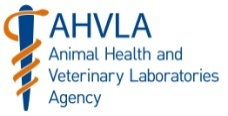 AHVLA
Animal Health and
Veterinary Laboratories
Agency